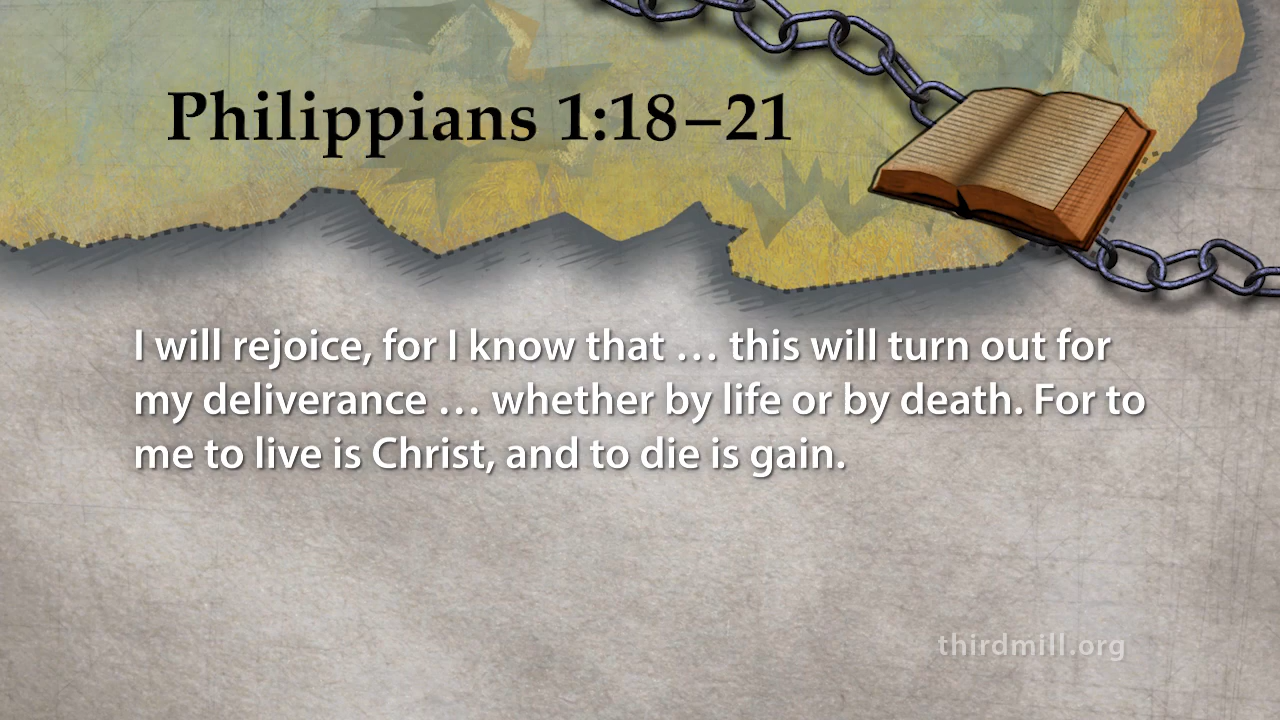 Philippians 1:18–21
I will rejoice, for I know that … this will turn out for
my deliverance … whether by life or by death. For to
me to live is Christ, and to die is gain.
thirdmill.org